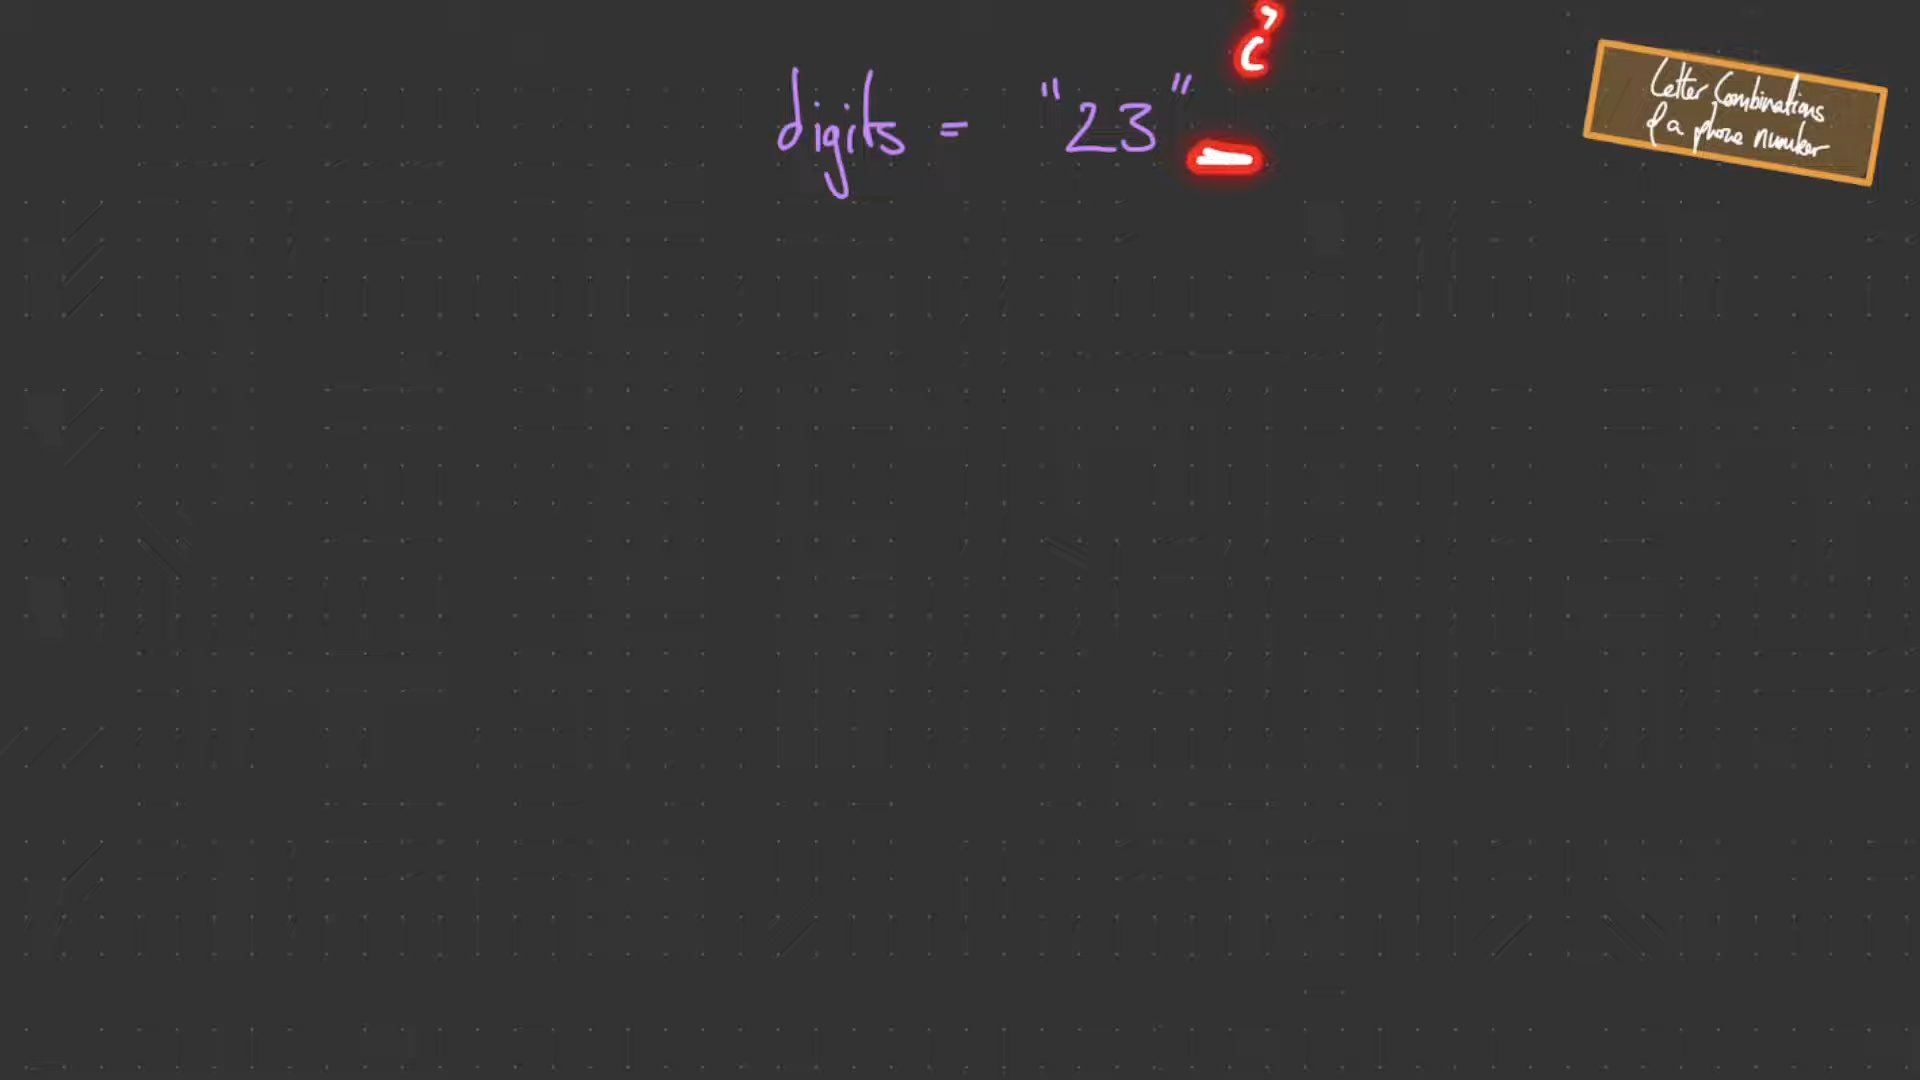 digits = "23"
Letter Combinations
of a phone number